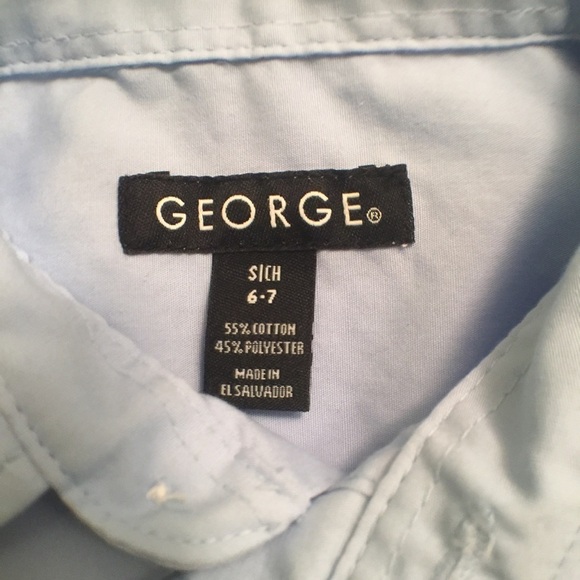 GEORGE®
S/CH
6-7
55% COTTON
45% POLYESTER
MADE IN
EL SALVADOR